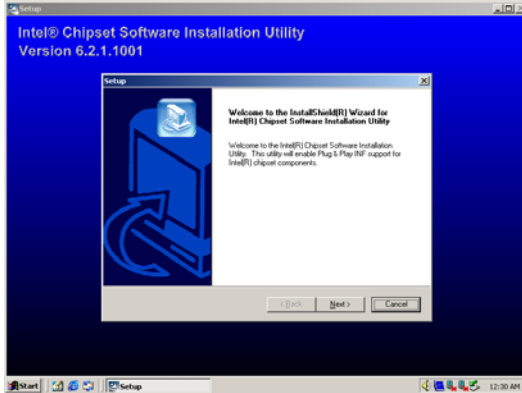 Setup
Intel® Chipset Software Installation Utility
Version 6.2.1.1001
Setup
Welcome to the InstallShield(R) Wizard for
Intel(R) Chipset Software Installation Utility
Welcome to the Intel(R) Chipset Software Installation
Utility. This utility will enable Plug & Play INF support for
Intel(R) chipset components.
< Back
Next >
Cancel
Start
Setup
12:30 AM